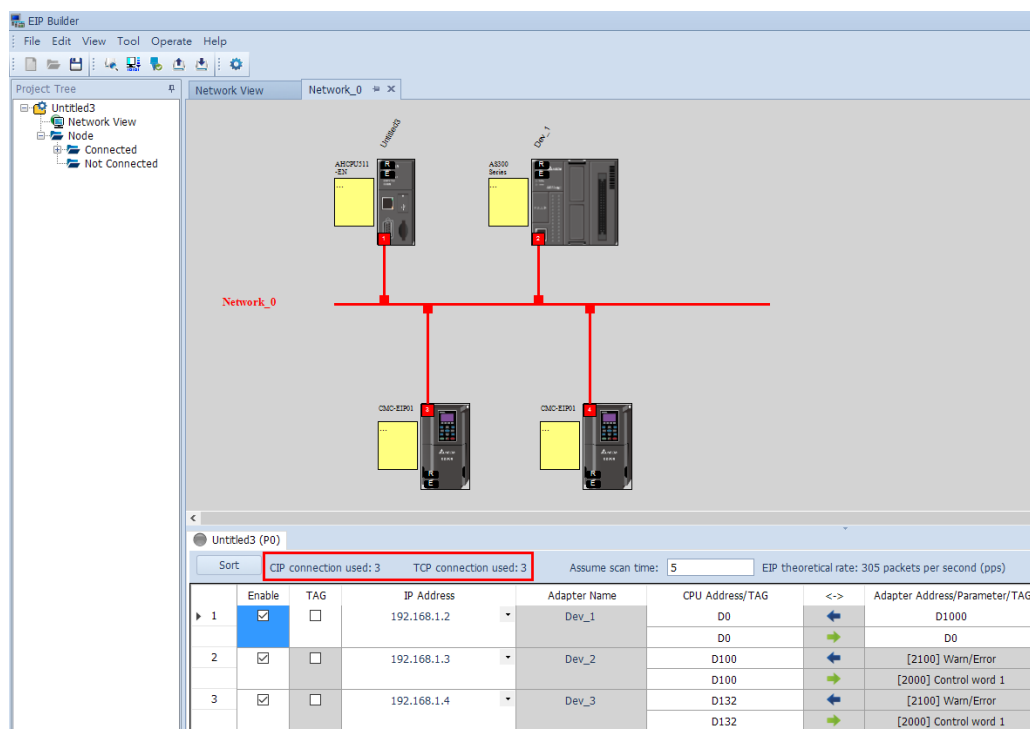 EIP Builder
File Edit View Tool Operate Help
Project Tree
Network View Network_0
Untitled3
Network View
Node
Connected
Not Connected
Untitled3 Dev_1
AHCPU511
-EN
AS300
Series
R R
E E
... ...
1 2
Network_0
CMC-EIP01 3 CMC-EIP01 4
... ...
R R
E E
Untitled3 (P0)
Sort CIP connection used: 3 TCP connection used: 3 Assume scan time: 5 EIP theoretical rate: 305 packets per second (pps)
Enable TAG IP Address Adapter Name CPU Address/TAG <-> Adapter Address/Parameter/TAG
1 192.168.1.2 Dev_1 D0 D1000
D0 D0
2 192.168.1.3 Dev_2 D100 [2100] Warn/Error
D100 [2000] Control word 1
3 192.168.1.4 Dev_3 D132 [2100] Warn/Error
D132 [2000] Control word 1